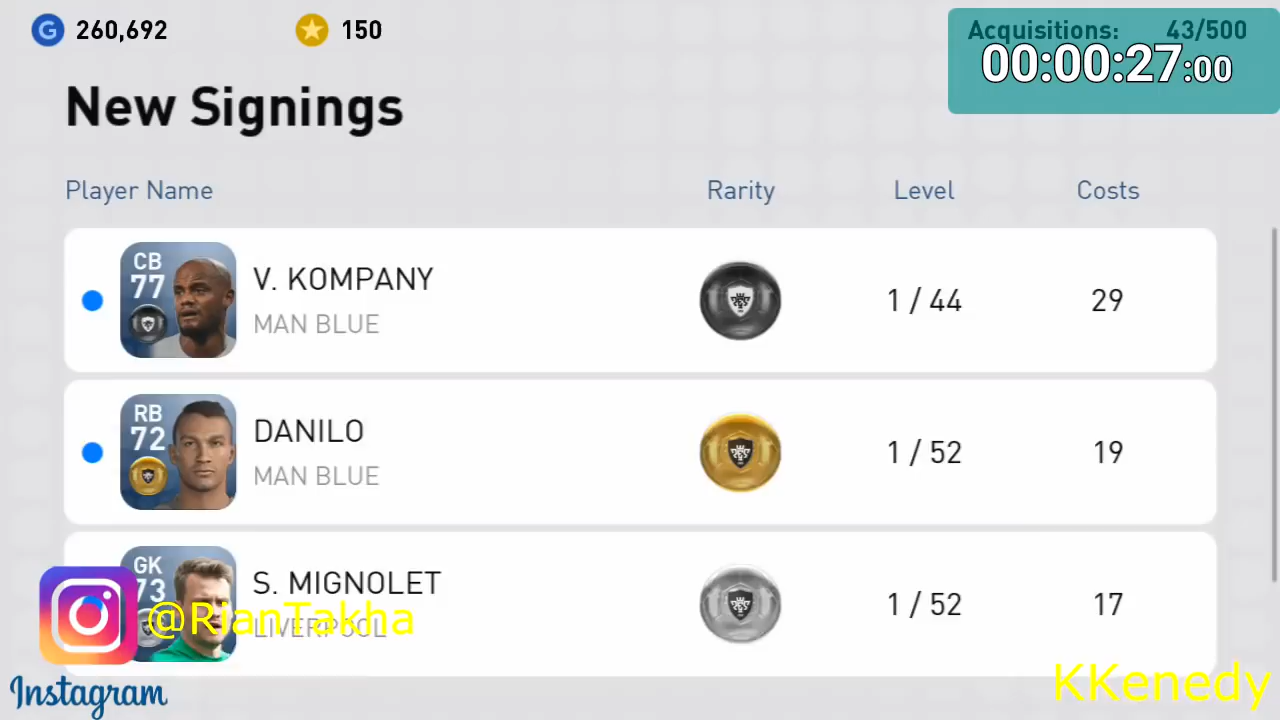 G 260,692
150
Acquisitions: 43/500
00:00:27:00
New Signings
Player Name Rarity Level Costs
CB
77
V. KOMPANY
MAN BLUE
1 / 44
29
RB
72
DANILO
MAN BLUE
1 / 52
19
GK
73
S. MIGNOLET
LIVERPOOL
1 / 52
17
@RianTakha
Instagram
KKenedy